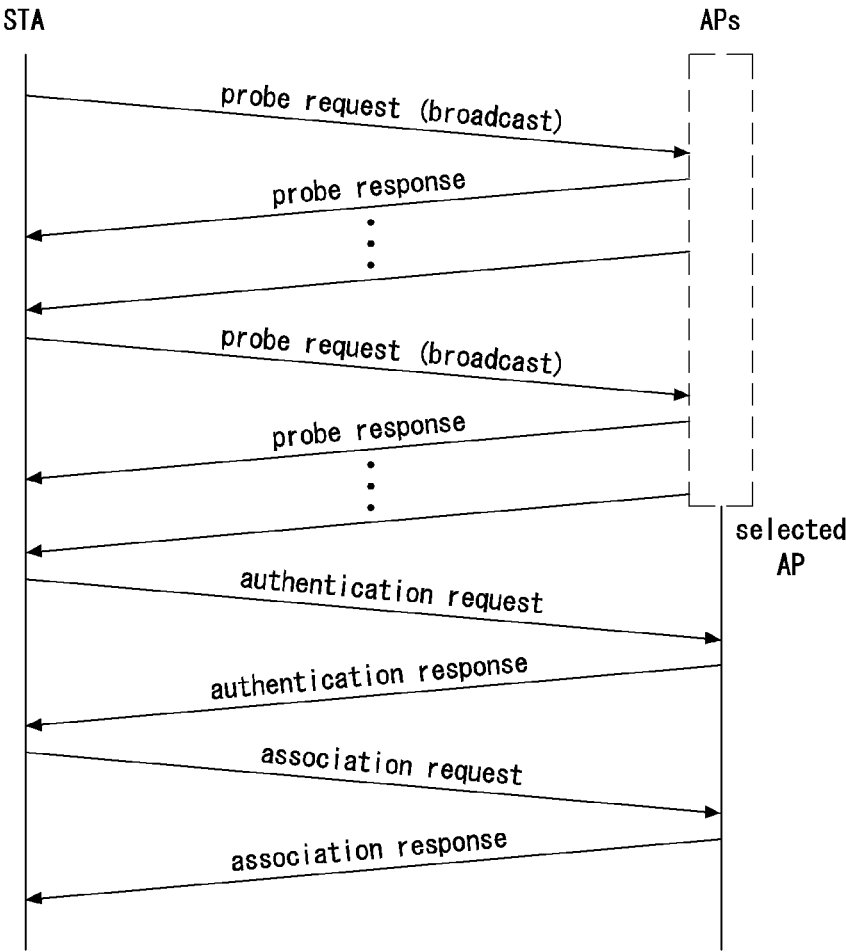 STA
APs
probe request (broadcast)
probe response
probe request (broadcast)
probe response
selected
AP
authentication request
authentication response
association request
association response